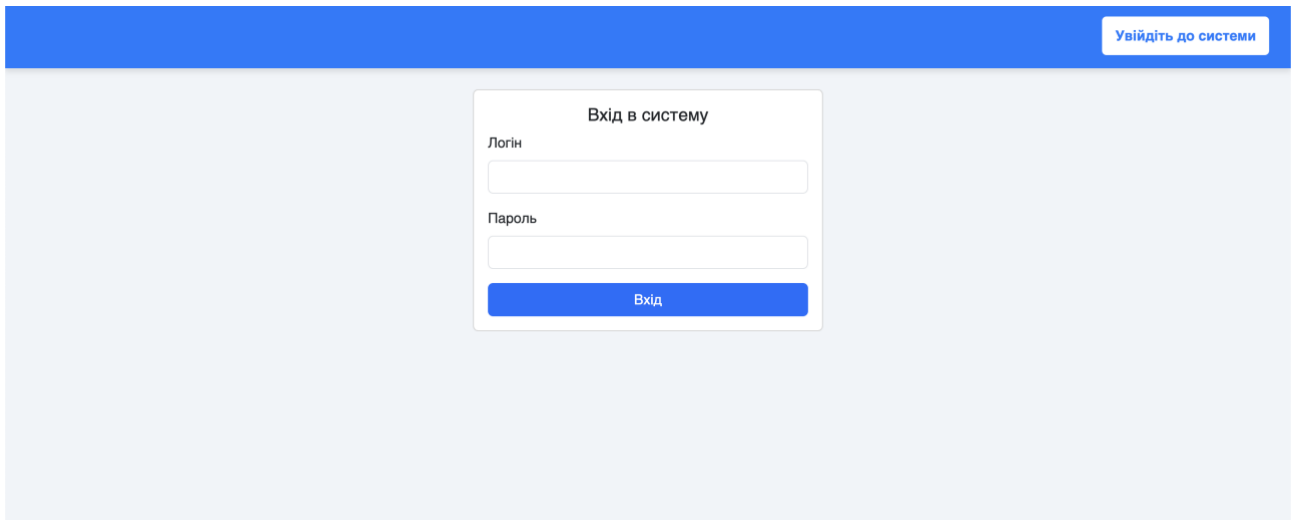 Увійдіть до системи
Вхід в систему
Логін
Пароль
Вхід